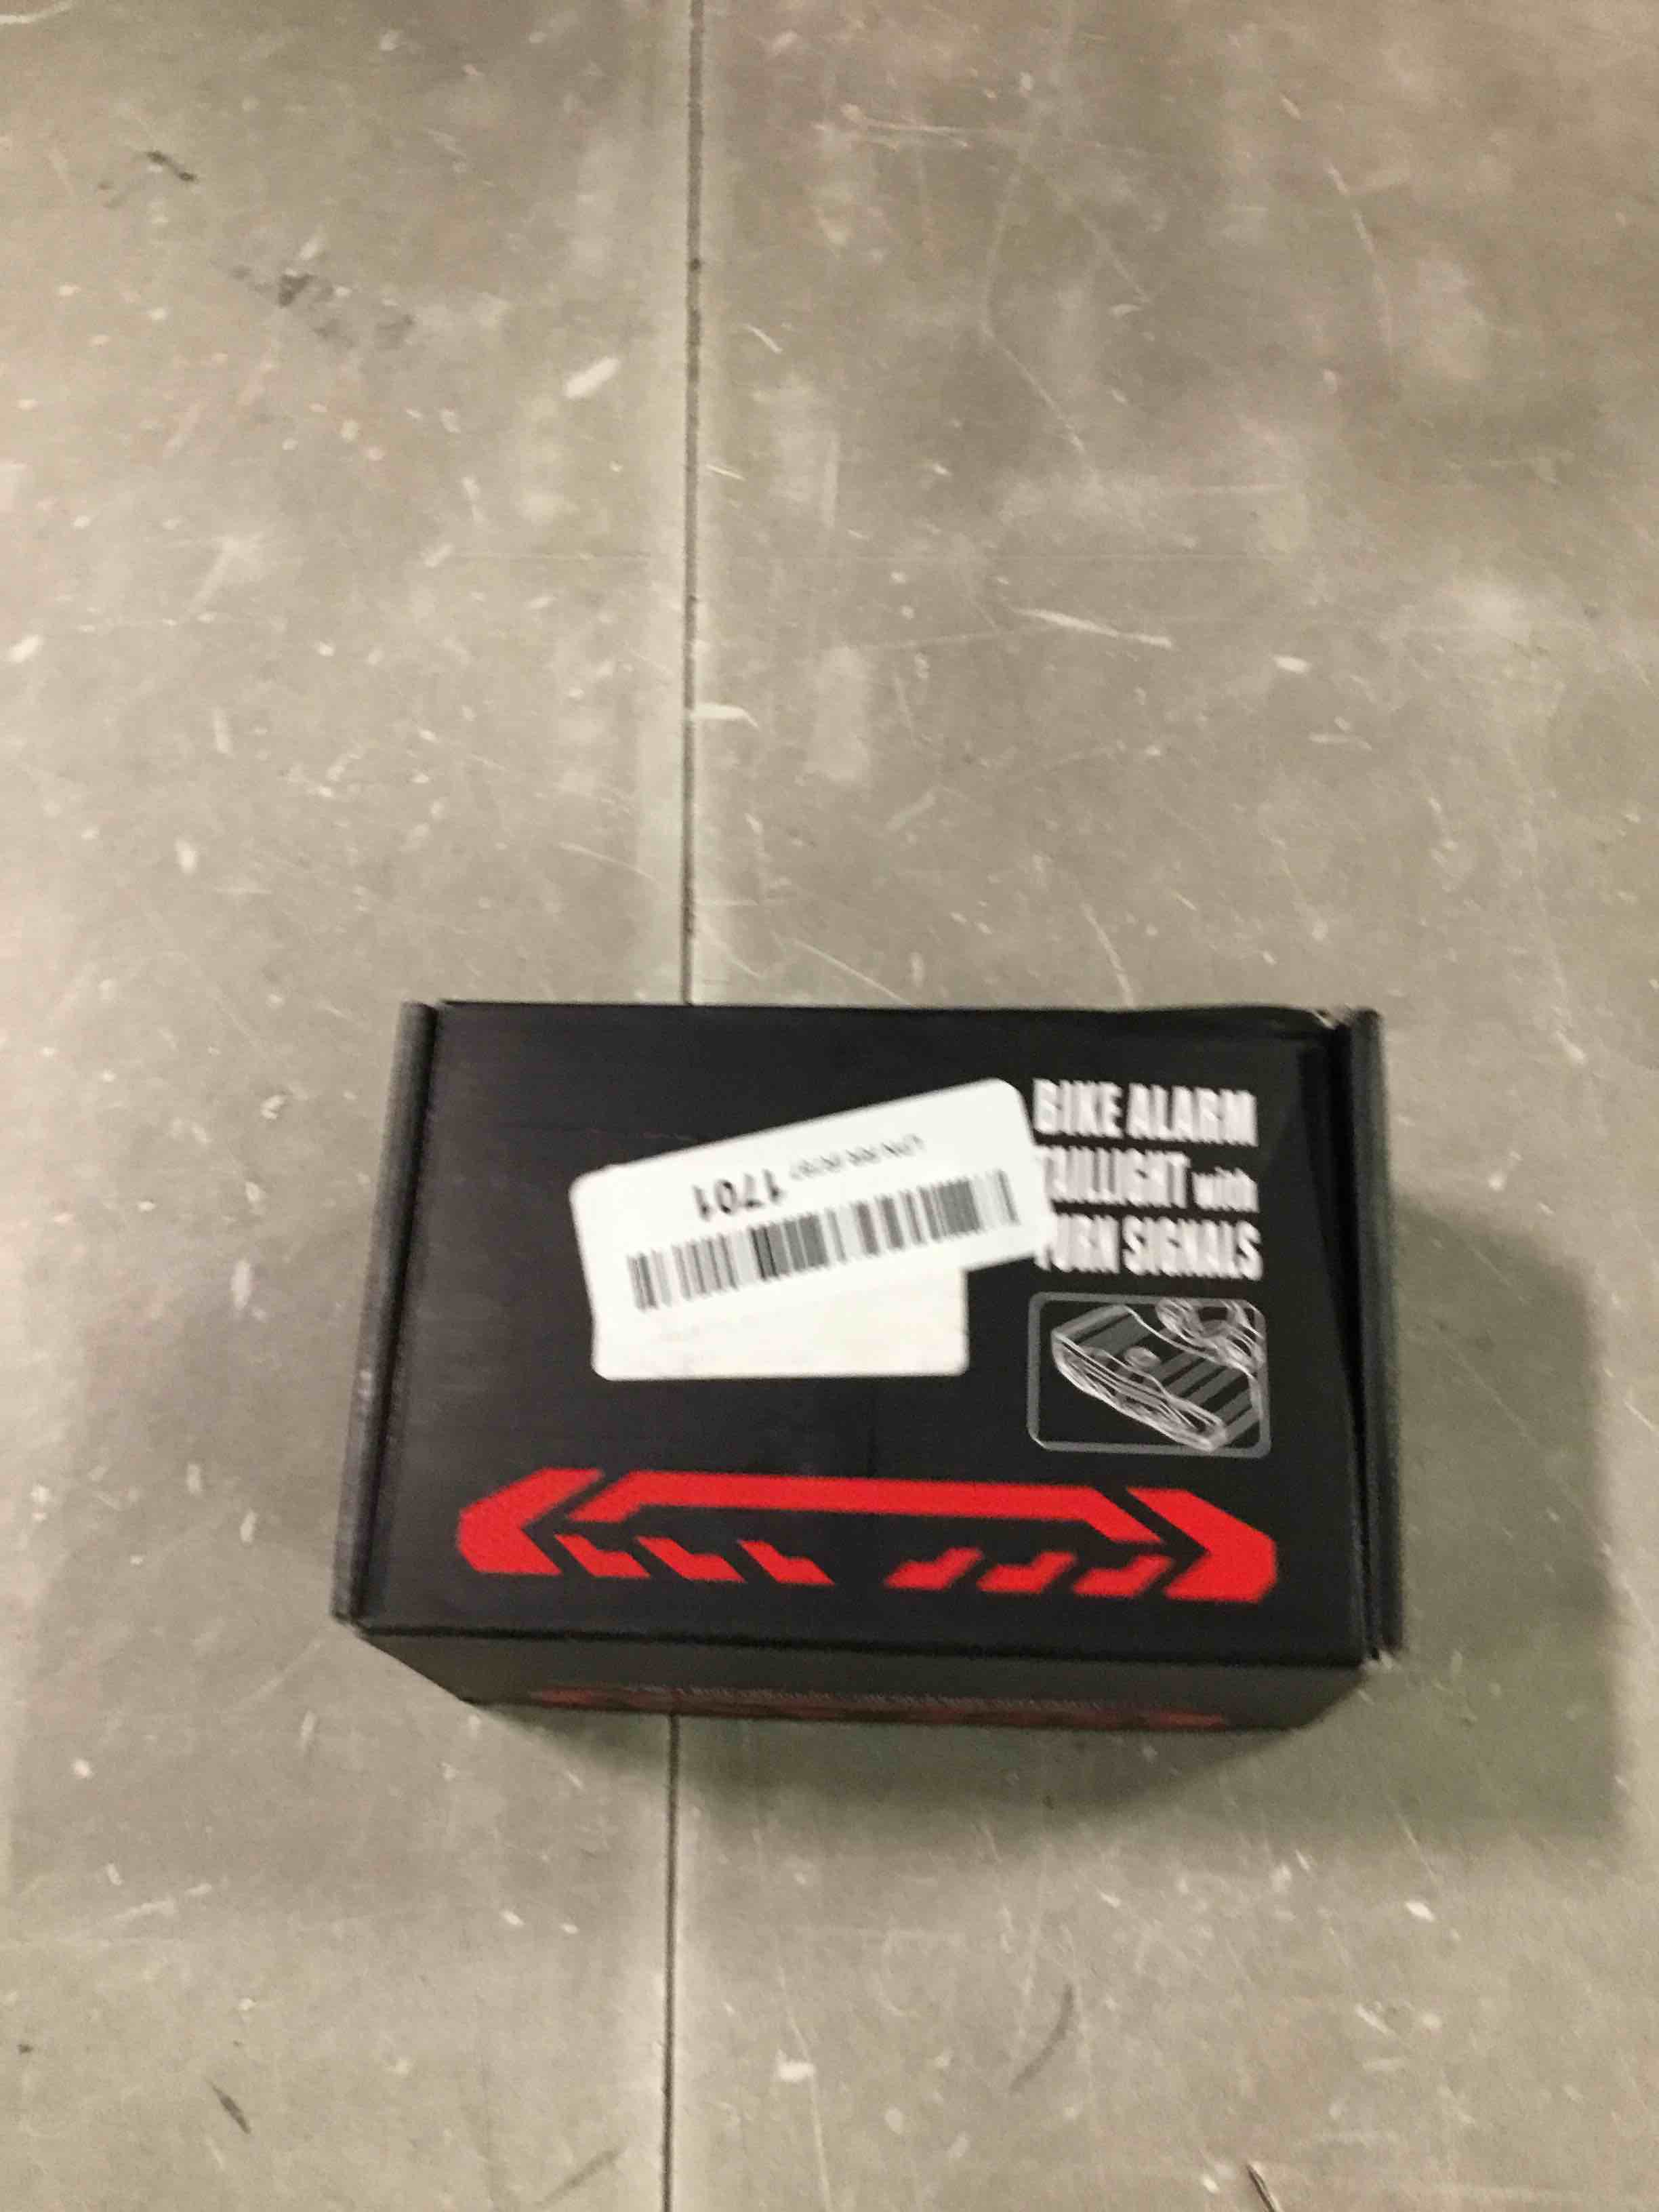 BIKE ALARM
TAILLIGHT with
TURN SIGNALS
1701